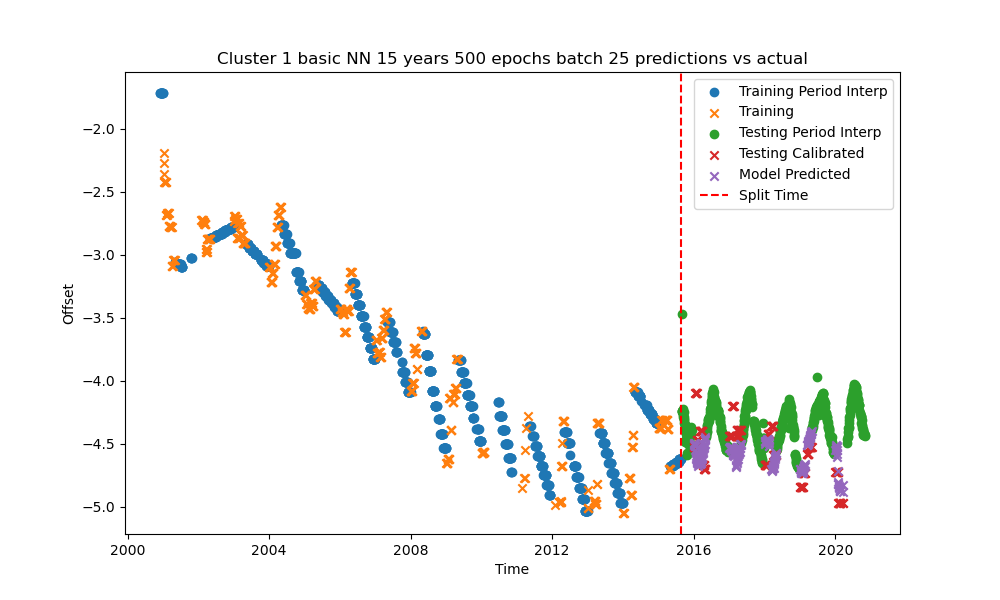 Cluster 1 basic NN 15 years 500 epochs batch 25 predictions vs actual
Training Period Interp
Training
Testing Period Interp
Testing Calibrated
Model Predicted
Split Time
Offset
−2.0
−2.5
−3.0
−3.5
−4.0
−4.5
−5.0
2000
2004
2008
2012
2016
2020
Time